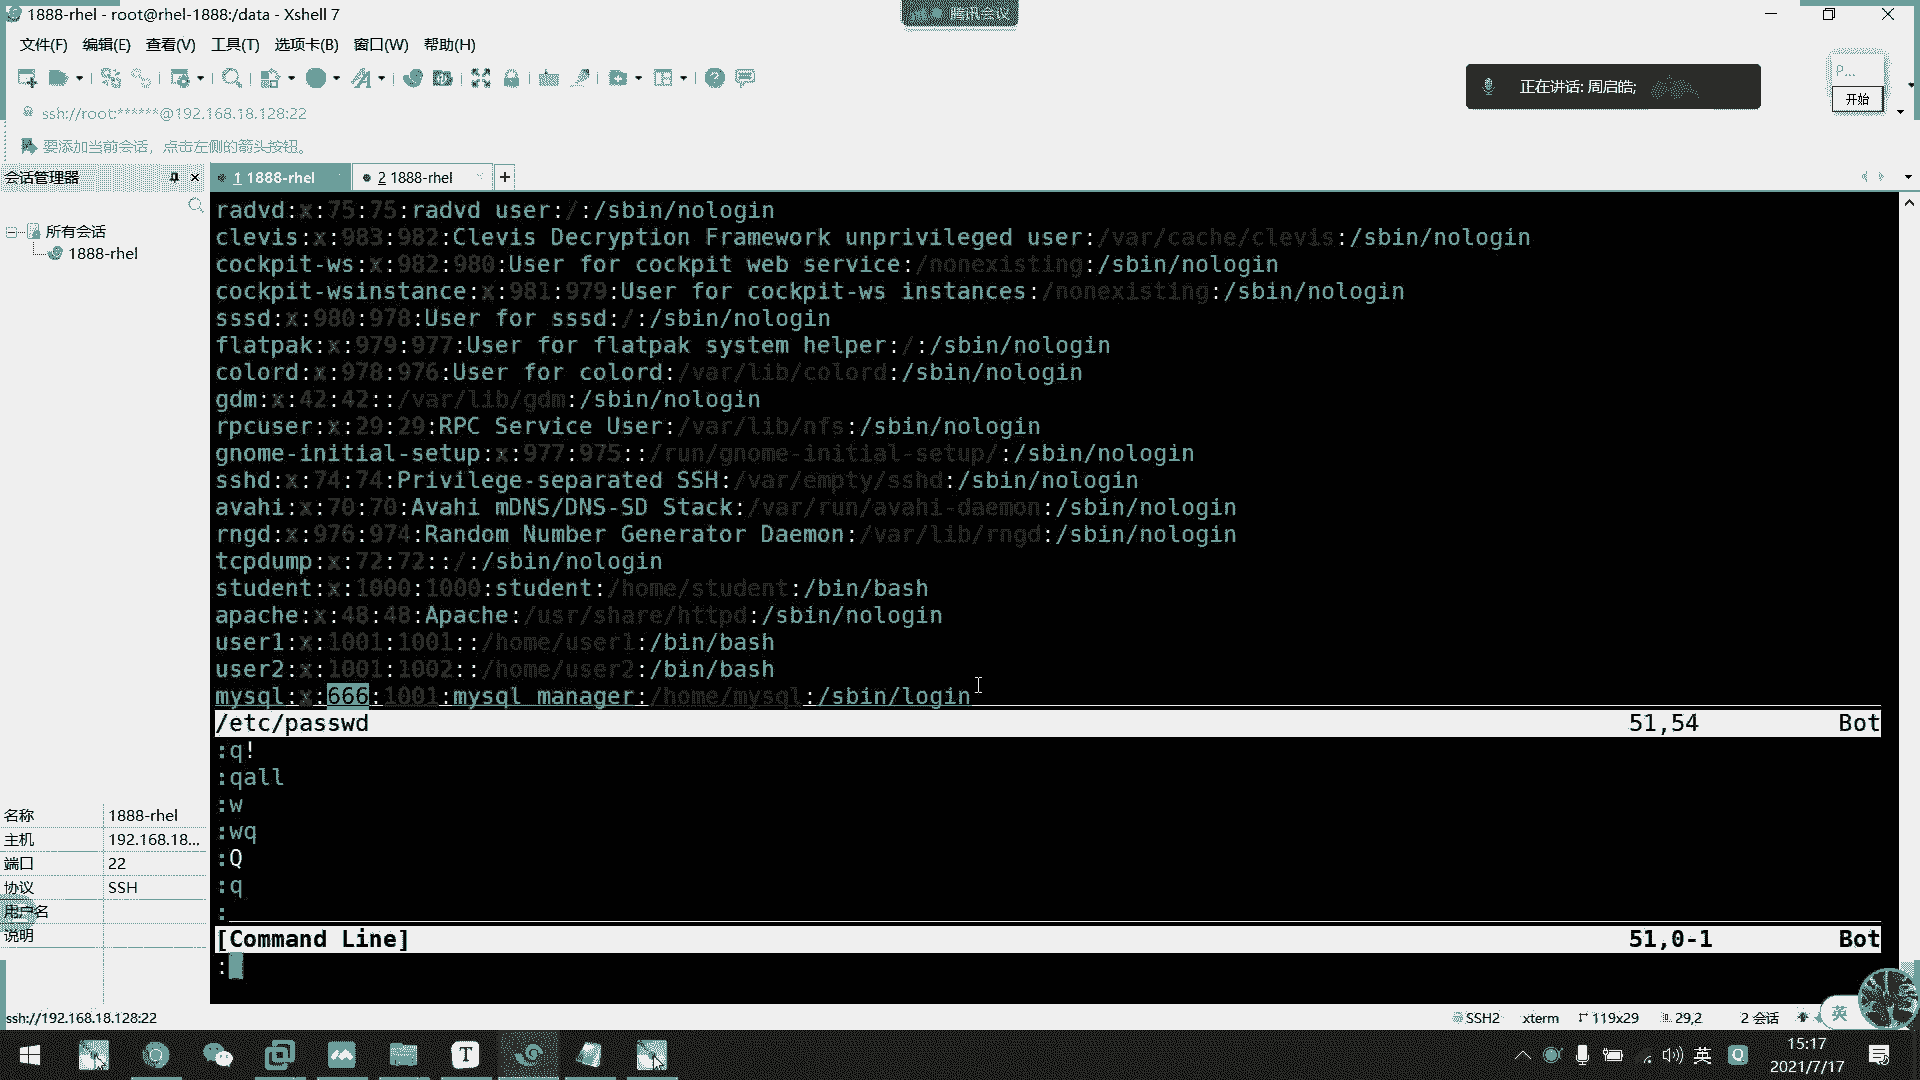 1888-rhel - root@rhel-1888:/data - Xshell 7
腾讯会议
文件(F) 编辑(E) 查看(V) 工具(T) 选项卡(B) 窗口(W) 帮助(H)
正在讲话: 周启皓;
P...
开始
ssh://root:******@192.168.18.128:22
要添加当前会话，点击左侧的箭头按钮。
会话管理器
1 1888-rhel
2 1888-rhel
+
所有会话
1888-rhel
radvd:x:75:75:radvd user:/:/sbin/nologin
clevis:x:983:982:Clevis Decryption Framework unprivileged user:/var/cache/clevis:/sbin/nologin
cockpit-ws:x:982:980:User for cockpit web service:/nonexisting:/sbin/nologin
cockpit-wsinstance:x:981:979:User for cockpit-ws instances:/nonexisting:/sbin/nologin
sssd:x:980:978:User for sssd:/:/sbin/nologin
flatpak:x:979:977:User for flatpak system helper:/:/sbin/nologin
colord:x:978:976:User for colord:/var/lib/colord:/sbin/nologin
gdm:x:42:42::/var/lib/gdm:/sbin/nologin
rpcuser:x:29:29:RPC Service User:/var/lib/nfs:/sbin/nologin
gnome-initial-setup:x:977:975::/run/gnome-initial-setup/:/sbin/nologin
sshd:x:74:74:Privilege-separated SSH:/var/empty/sshd:/sbin/nologin
avahi:x:70:70:Avahi mDNS/DNS-SD Stack:/var/run/avahi-daemon:/sbin/nologin
rngd:x:976:974:Random Number Generator Daemon:/var/lib/rngd:/sbin/nologin
tcpdump:x:72:72::/:/sbin/nologin
student:x:1000:1000:student:/home/student:/bin/bash
apache:x:48:48:Apache:/usr/share/httpd:/sbin/nologin
user1:x:1001:1001::/home/user1:/bin/bash
user2:x:1001:1002::/home/user2:/bin/bash
mysql:x:666:1001:mysql manager:/home/mysql:/sbin/login
/etc/passwd 51,54 Bot
:q!
:qall
:w
:wq
:Q
:q
:
[Command Line] 51,0-1 Bot
:
名称 1888-rhel
主机 192.168.18...
端口 22
协议 SSH
用户名
说明
ssh://192.168.18.128:22
SSH2 xterm 119x29 29,2 2 会话
英
英
15:17
2021/7/17